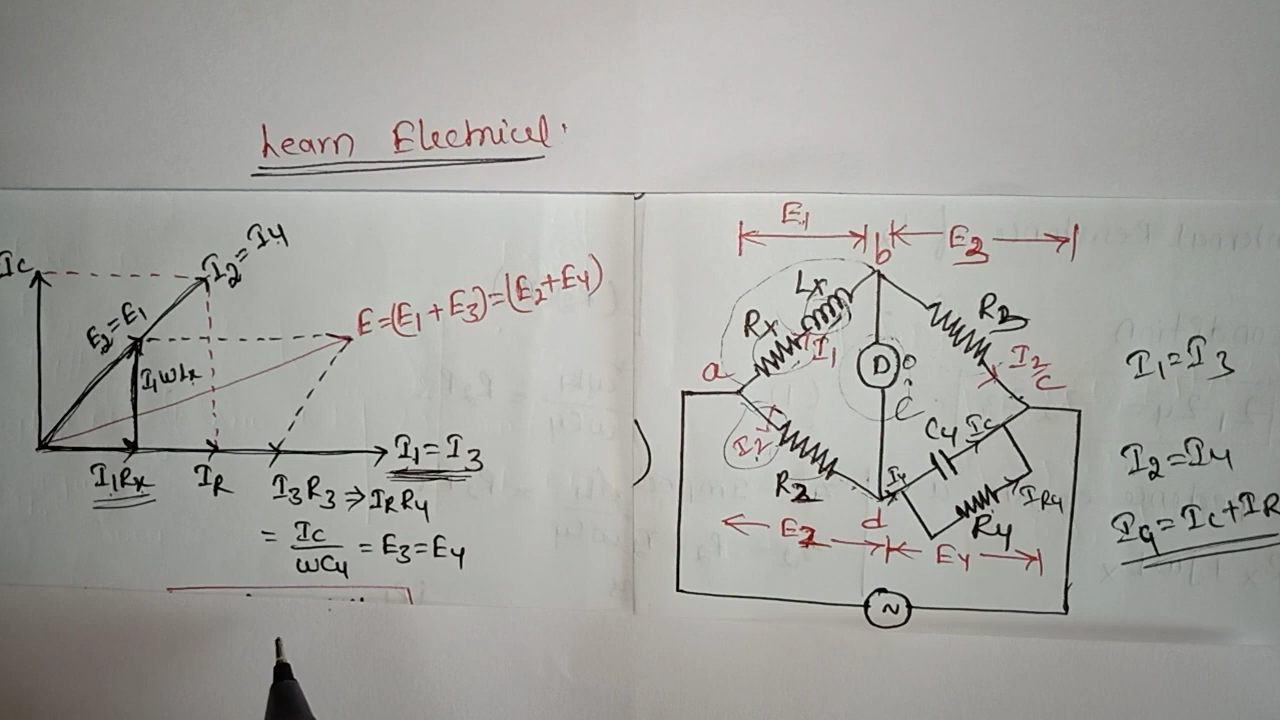 Learn Electrical.
Ic
I2=I4
E2=E1
I1ωLx
E=(E1+E3)=(E2+E4)
I1Rx
IR
I3R3⇒IRR4
I1=I3
= Ic/ωC4 = E3=E4
E1
b
E3
Lx
Rx
I1
R3
a
D
I2
c
I2
R2
C4
Ic
I4
IR4
R4
d
E2
E4
~
I1=I3
I2=I4
I4=Ic+IR